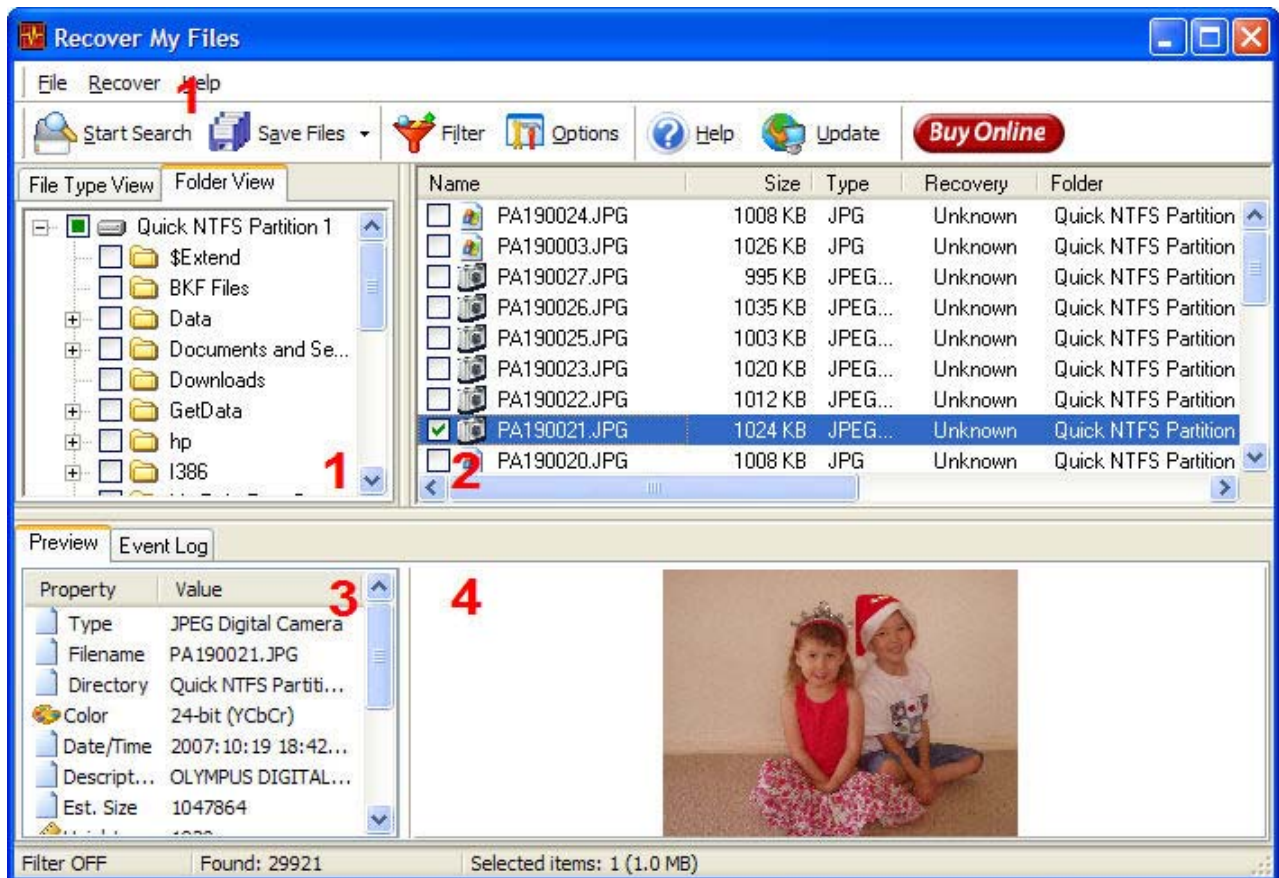 Recover My Files
File Recover Help
1
Start Search Save Files Filter Options Help Update Buy Online
File Type View Folder View
Quick NTFS Partition 1
$Extend
BKF Files
Data
Documents and Se...
Downloads
GetData
hp
I386
1
Name Size Type Recovery Folder
PA190024.JPG 1008 KB JPG Unknown Quick NTFS Partition
PA190003.JPG 1026 KB JPG Unknown Quick NTFS Partition
PA190027.JPG 995 KB JPEG... Unknown Quick NTFS Partition
PA190026.JPG 1035 KB JPEG... Unknown Quick NTFS Partition
PA190025.JPG 1003 KB JPEG... Unknown Quick NTFS Partition
PA190023.JPG 1020 KB JPEG... Unknown Quick NTFS Partition
PA190022.JPG 1012 KB JPEG... Unknown Quick NTFS Partition
PA190021.JPG 1024 KB JPEG... Unknown Quick NTFS Partition
PA190020.JPG 1008 KB JPG Unknown Quick NTFS Partition
2
Preview Event Log
Property Value
3
Type JPEG Digital Camera
Filename PA190021.JPG
Directory Quick NTFS Partiti...
Color 24-bit (YCbCr)
Date/Time 2007:10:19 18:42...
Descript... OLYMPUS DIGITAL...
Est. Size 1047864
4
Filter OFF Found: 29921 Selected items: 1 (1.0 MB)